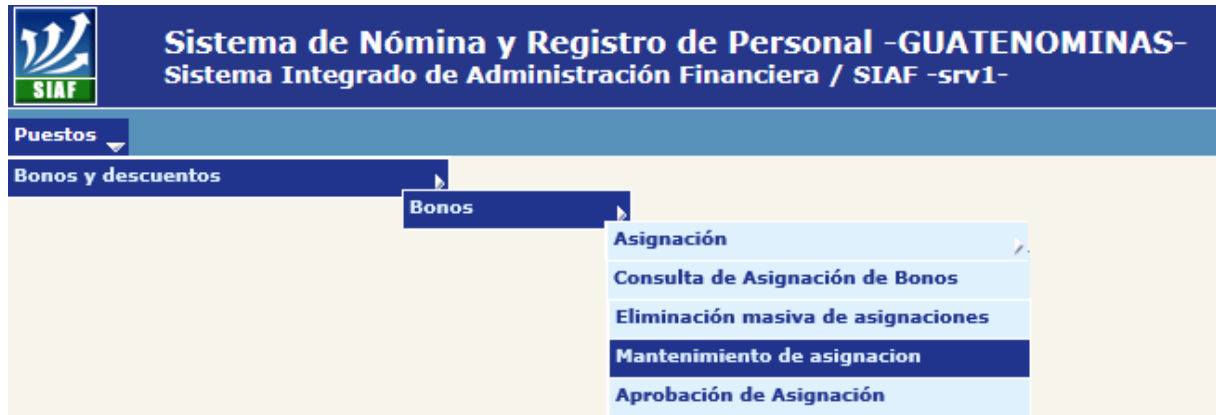 SIAF
Sistema de Nómina y Registro de Personal -GUATENOMINAS-
Sistema Integrado de Administración Financiera / SIAF -srv1-
Puestos
Bonos y descuentos
Bonos
Asignación
Consulta de Asignación de Bonos
Eliminación masiva de asignaciones
Mantenimiento de asignacion
Aprobación de Asignación